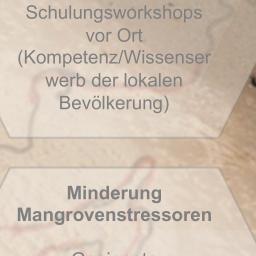 Schulungsworkshops
vor Ort
(Kompetenz/Wissenser
werb der lokalen
Bevölkerung)
Minderung
Mangrovenstressoren